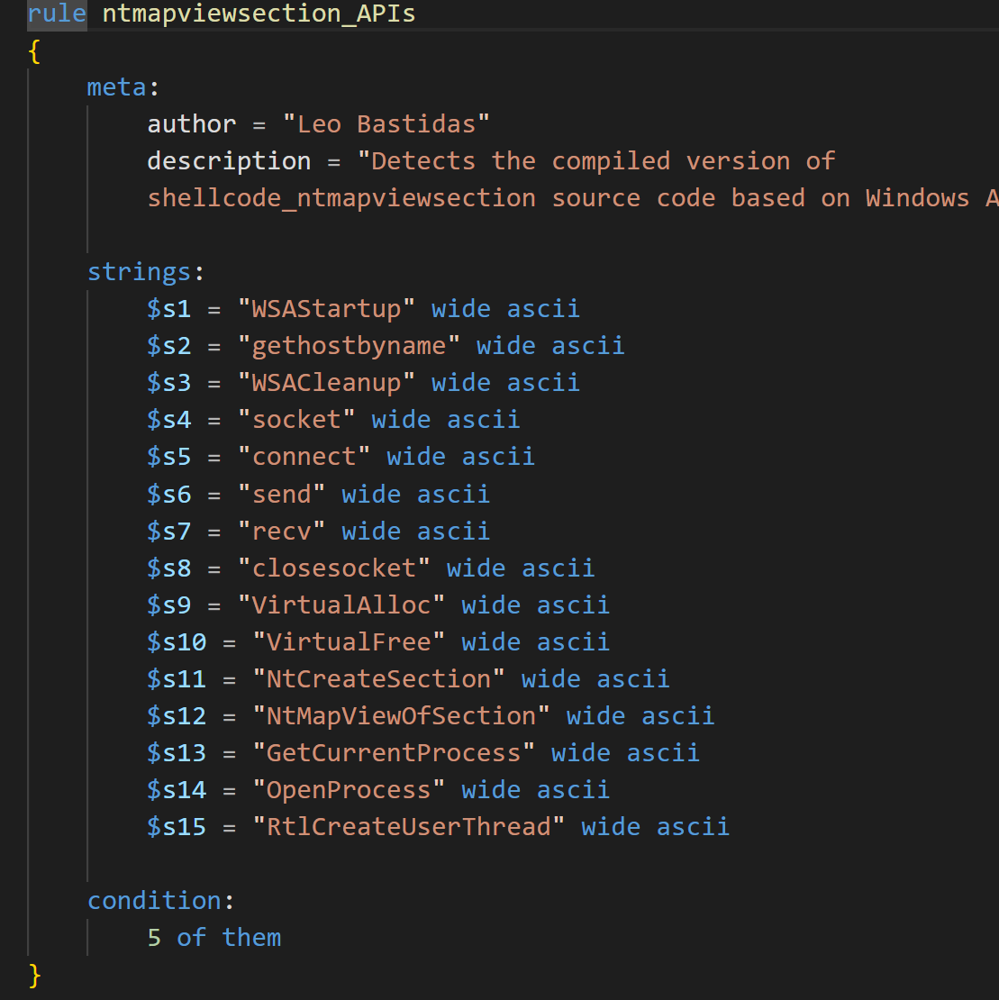 rule ntmapviewsection_APIs
{
    meta:
        author = "Leo Bastidas"
        description = "Detects the compiled version of
        shellcode_ntmapviewsection source code based on Windows A

    strings:
        $s1 = "WSAStartup" wide ascii
        $s2 = "gethostbyname" wide ascii
        $s3 = "WSACleanup" wide ascii
        $s4 = "socket" wide ascii
        $s5 = "connect" wide ascii
        $s6 = "send" wide ascii
        $s7 = "recv" wide ascii
        $s8 = "closesocket" wide ascii
        $s9 = "VirtualAlloc" wide ascii
        $s10 = "VirtualFree" wide ascii
        $s11 = "NtCreateSection" wide ascii
        $s12 = "NtMapViewOfSection" wide ascii
        $s13 = "GetCurrentProcess" wide ascii
        $s14 = "OpenProcess" wide ascii
        $s15 = "RtlCreateUserThread" wide ascii

    condition:
        5 of them
}